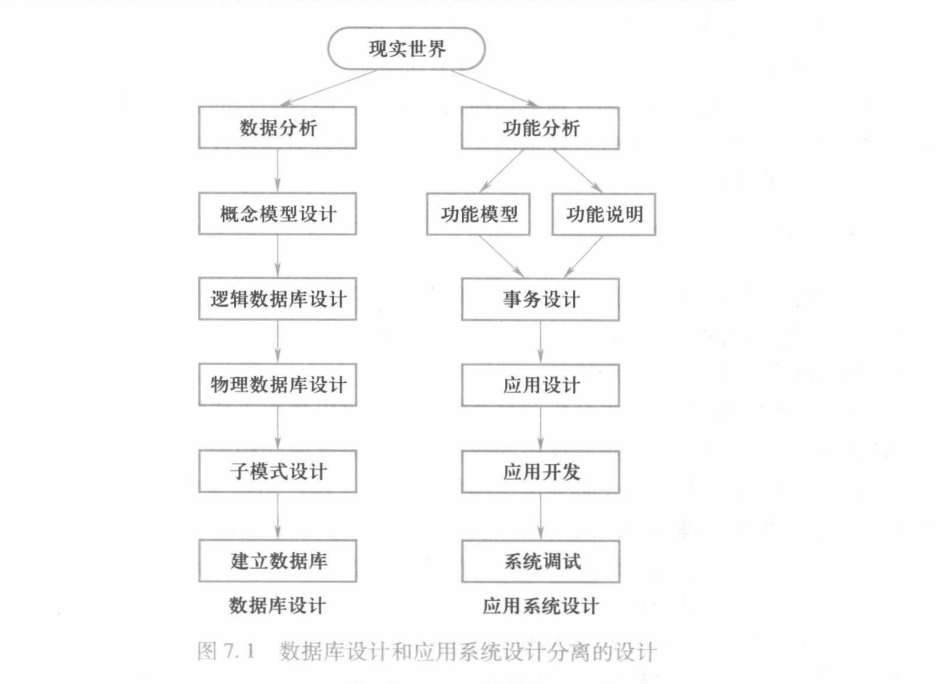 现实世界
数据分析 功能分析
概念模型设计 功能模型 功能说明
逻辑数据库设计 事务设计
物理数据库设计 应用设计
子模式设计 应用开发
建立数据库 系统调试
数据库设计 应用系统设计
图 7.1 数据库设计和应用系统设计分离的设计